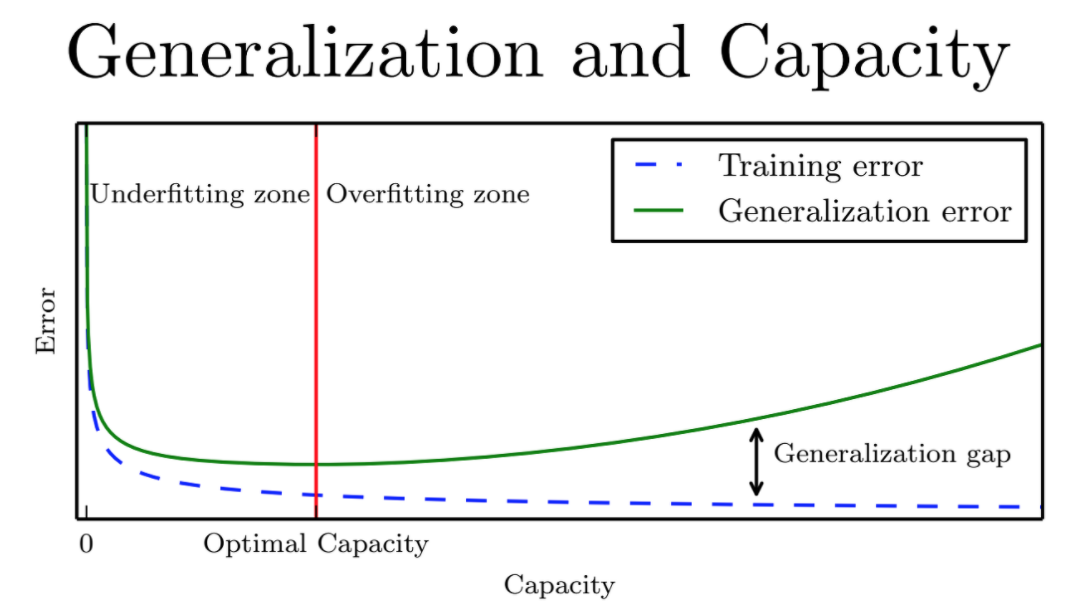 Generalization and Capacity
Underfitting zone
Overfitting zone
Training error
Generalization error
Error
Generalization gap
0
Optimal Capacity
Capacity